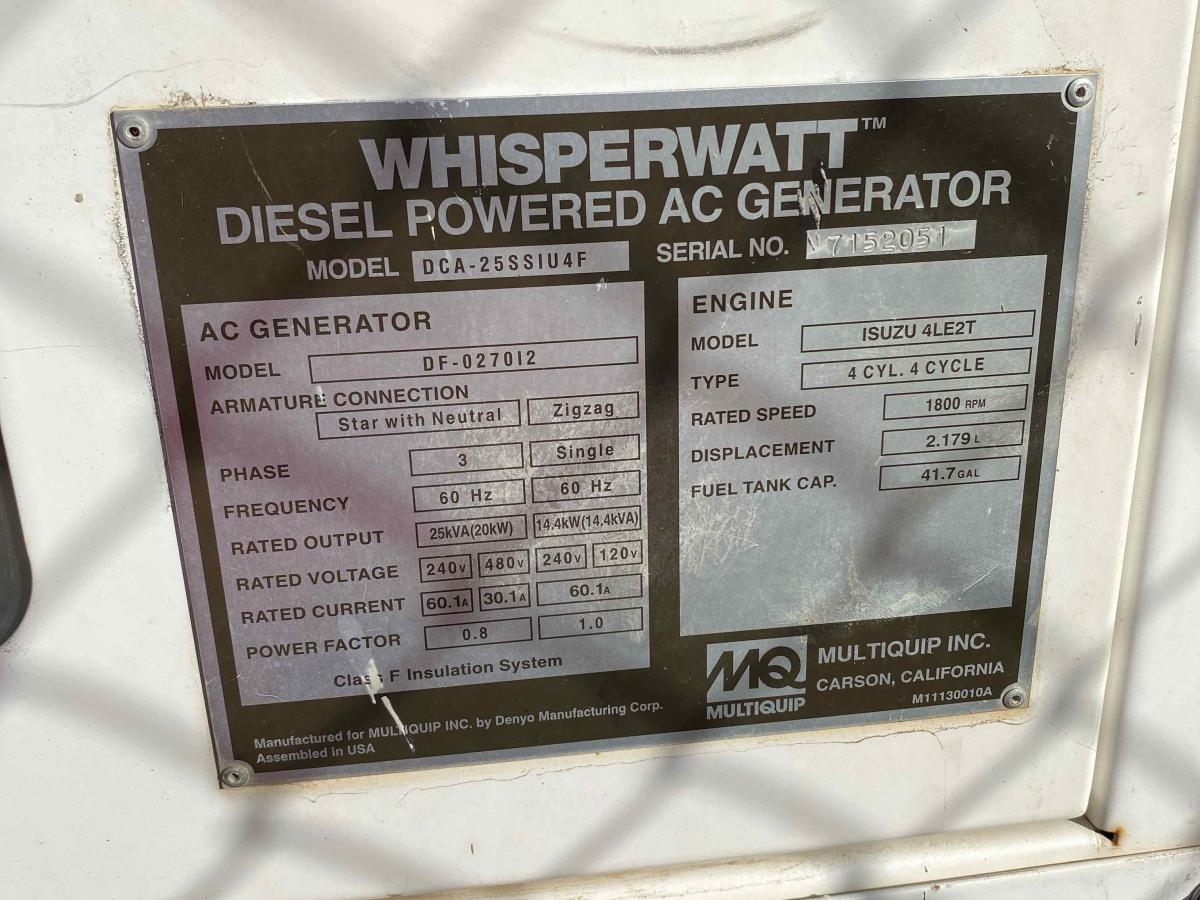 WHISPERWATT™
DIESEL POWERED AC GENERATOR
MODEL DCA-25SSIU4F
SERIAL NO. 7152051
AC GENERATOR
MODEL DF-0270I2
ARMATURE CONNECTION
Star with Neutral Zigzag
PHASE 3 Single
FREQUENCY 60 Hz 60 Hz
RATED OUTPUT 25kVA(20kW) 14.4kW(14.4kVA)
RATED VOLTAGE 240V 480V 240V 120V
RATED CURRENT 60.1A 30.1A 60.1A
POWER FACTOR 0.8 1.0
Class F Insulation System
ENGINE
MODEL ISUZU 4LE2T
TYPE 4 CYL. 4 CYCLE
RATED SPEED 1800 RPM
DISPLACEMENT 2.179 L
FUEL TANK CAP. 41.7 GAL
Manufactured for MULTIQUIP INC. by Denyo Manufacturing Corp.
Assembled in USA
MQ
MULTIQUIP
MULTIQUIP INC.
CARSON, CALIFORNIA
M11130010A